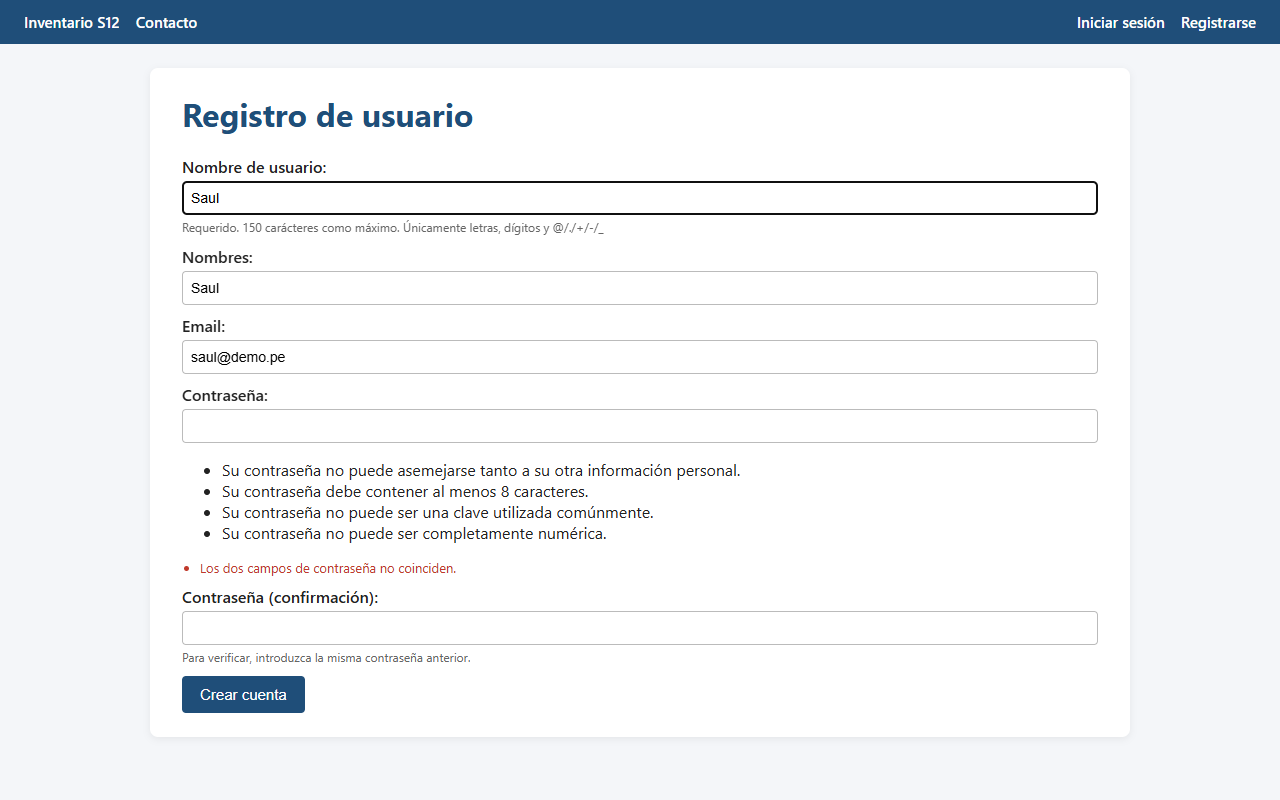 Inventario S12 Contacto Iniciar sesión Registrarse
Registro de usuario
Nombre de usuario:
Saul
Requerido. 150 carácteres como máximo. Únicamente letras, dígitos y @/./+/-/_
Nombres:
Saul
Email:
saul@demo.pe
Contraseña:
• Su contraseña no puede asemejarse tanto a su otra información personal.
• Su contraseña debe contener al menos 8 caracteres.
• Su contraseña no puede ser una clave utilizada comúnmente.
• Su contraseña no puede ser completamente numérica.
• Los dos campos de contraseña no coinciden.
Contraseña (confirmación):
Para verificar, introduzca la misma contraseña anterior.
Crear cuenta